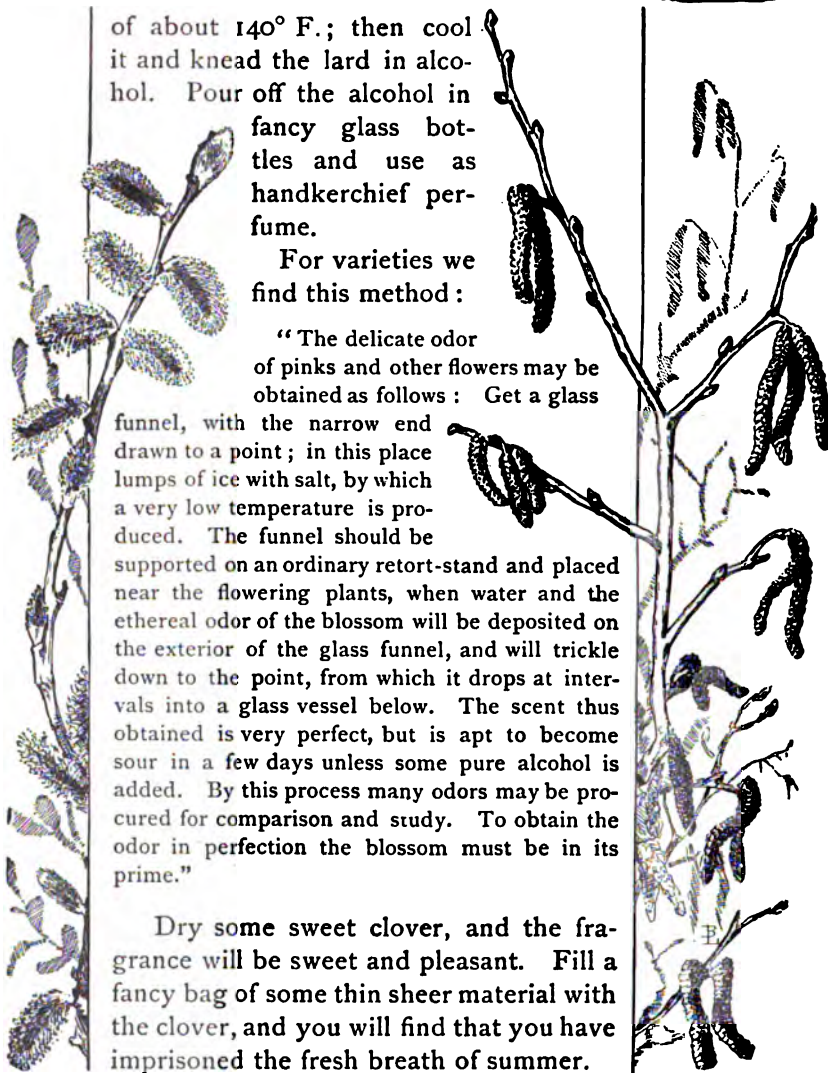 of about 140° F.; then cool
it and knead the lard in alco-
hol. Pour off the alcohol in
fancy glass bot-
tles and use as
handkerchief per-
fume.
For varieties we
find this method :
“ The delicate odor
of pinks and other flowers may be
obtained as follows : Get a glass
funnel, with the narrow end
drawn to a point ; in this place
lumps of ice with salt, by which
a very low temperature is pro-
duced. The funnel should be
supported on an ordinary retort-stand and placed
near the flowering plants, when water and the
ethereal odor of the blossom will be deposited on
the exterior of the glass funnel, and will trickle
down to the point, from which it drops at inter-
vals into a glass vessel below. The scent thus
obtained is very perfect, but is apt to become
sour in a few days unless some pure alcohol is
added. By this process many odors may be pro-
cured for comparison and study. To obtain the
odor in perfection the blossom must be in its
prime.”
Dry some sweet clover, and the fra-
grance will be sweet and pleasant. Fill a
fancy bag of some thin sheer material with
the clover, and you will find that you have
imprisoned the fresh breath of summer.